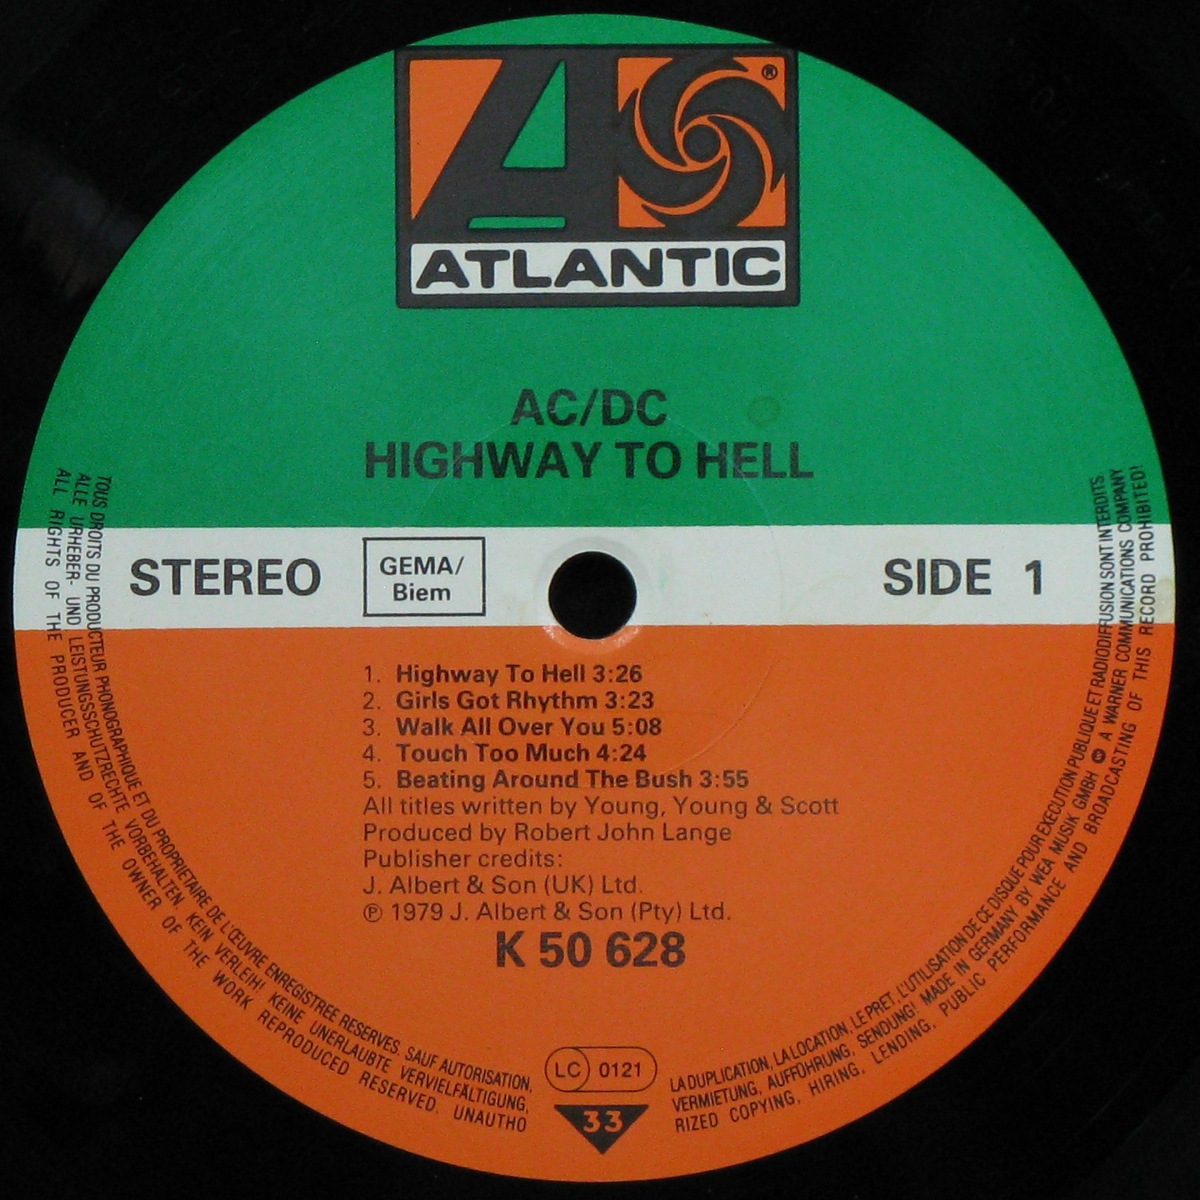 ®
ATLANTIC
AC/DC
HIGHWAY TO HELL
STEREO
GEMA/
Biem
SIDE 1
1. Highway To Hell 3:26
2. Girls Got Rhythm 3:23
3. Walk All Over You 5:08
4. Touch Too Much 4:24
5. Beating Around The Bush 3:55
All titles written by Young, Young & Scott
Produced by Robert John Lange
Publisher credits:
J. Albert & Son (UK) Ltd.
℗ 1979 J. Albert & Son (Pty) Ltd.
K 50 628
LC 0121
33
TOUS DROITS DU PRODUCTEUR PHONOGRAPHIQUE ET DU PROPRIETAIRE DE L'ŒUVRE ENREGISTREE RESERVES. SAUF AUTORISATION, LA DUPLICATION, LA LOCATION, LE PRET, L'UTILISATION DE CE DISQUE POUR EXECUTION PUBLIQUE ET RADIODIFFUSION SONT INTERDITS.
ALLE URHEBER- UND LEISTUNGSSCHUTZRECHTE VORBEHALTEN. KEIN VERLEIH! KEINE UNERLAUBTE VERVIELFÄLTIGUNG, VERMIETUNG, AUFFÜHRUNG, SENDUNG! MADE IN GERMANY BY WEA MUSIK GMBH A WARNER COMMUNICATIONS COMPANY
ALL RIGHTS OF THE PRODUCER AND OF THE OWNER OF THE WORK REPRODUCED RESERVED. UNAUTHORIZED COPYING, HIRING, LENDING, PUBLIC PERFORMANCE AND BROADCASTING OF THIS RECORD PROHIBITED!